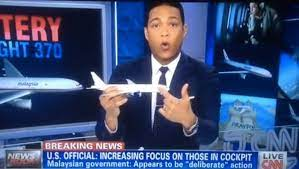 TERY
GHT 370
malaysia
CNN
BREAKING NEWS
U.S. OFFICIAL: INCREASING FOCUS ON THOSE IN COCKPIT
Malaysian government: Appears to be "deliberate" action
NEWS
LIVE CNN